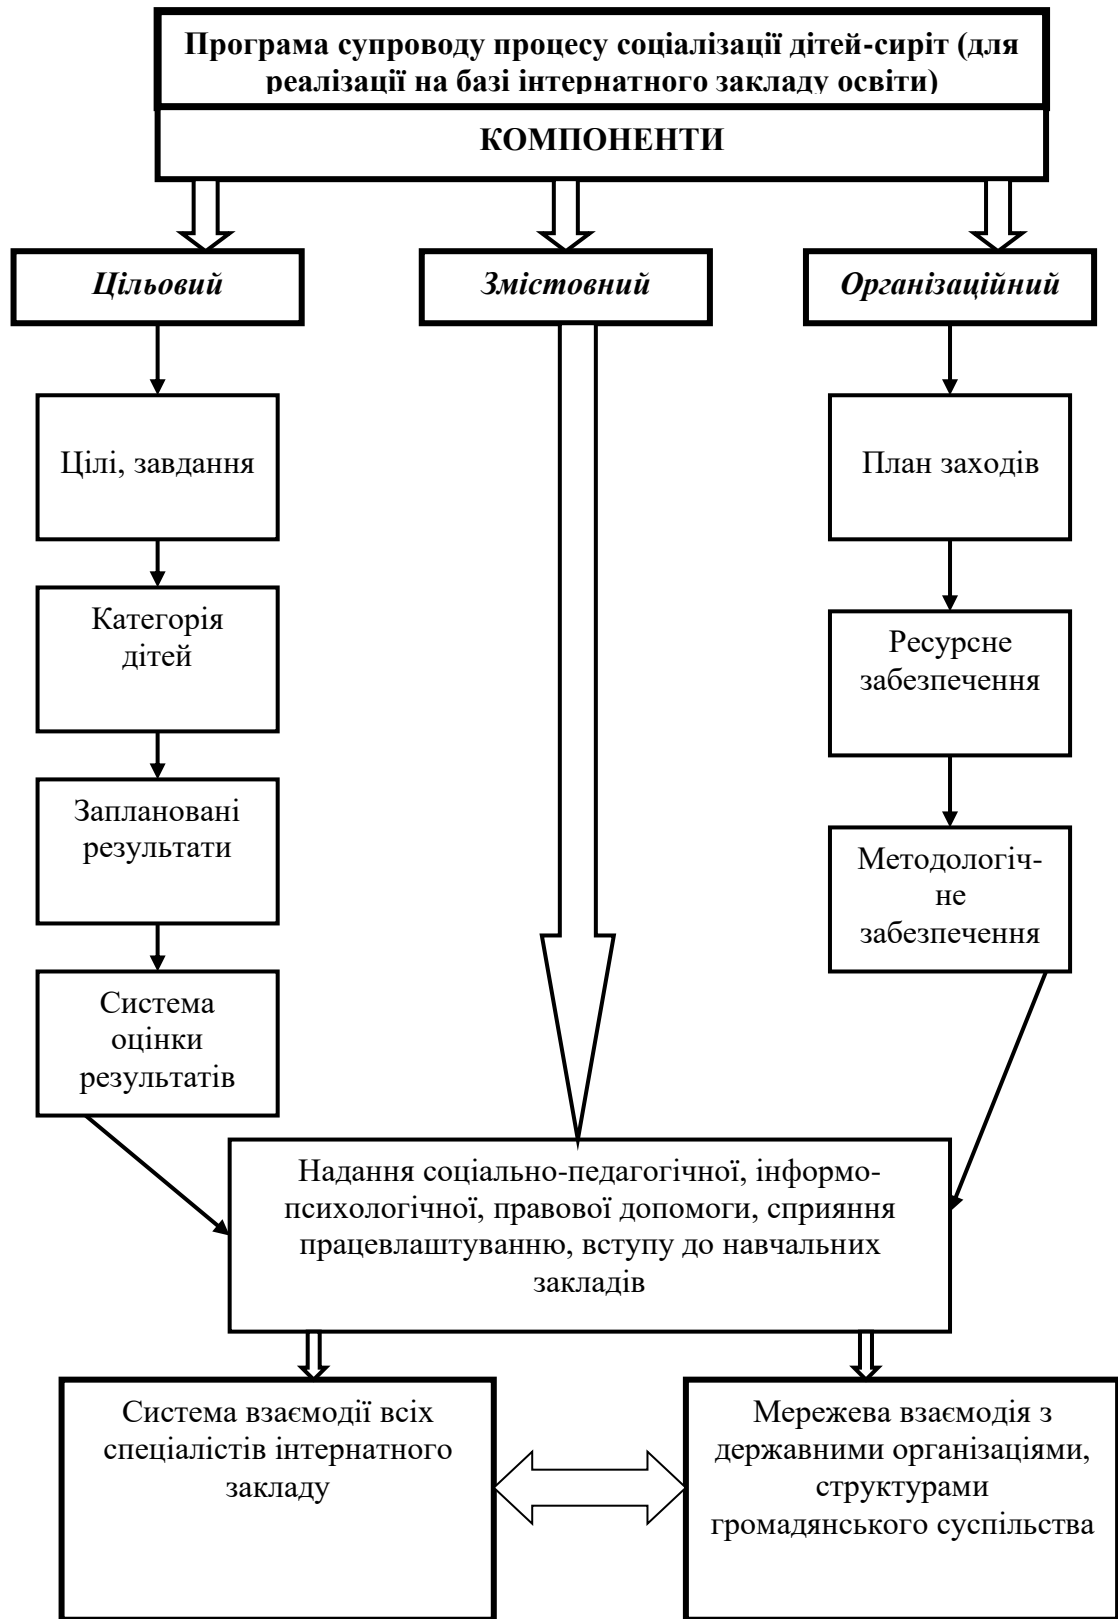 Програма супроводу процесу соціалізації дітей-сиріт (для
реалізації на базі інтернатного закладу освіти)
КОМПОНЕНТИ
Цільовий
Змістовний
Організаційний
Цілі, завдання
Категорія
дітей
Заплановані
результати
Система
оцінки
результатів
План заходів
Ресурсне
забезпечення
Методологіч-
не
забезпечення
Надання соціально-педагогічної, інформо-
психологічної, правової допомоги, сприяння
працевлаштуванню, вступу до навчальних
закладів
Система взаємодії всіх
спеціалістів інтернатного
закладу
Мережева взаємодія з
державними організаціями,
структурами
громадянського суспільства